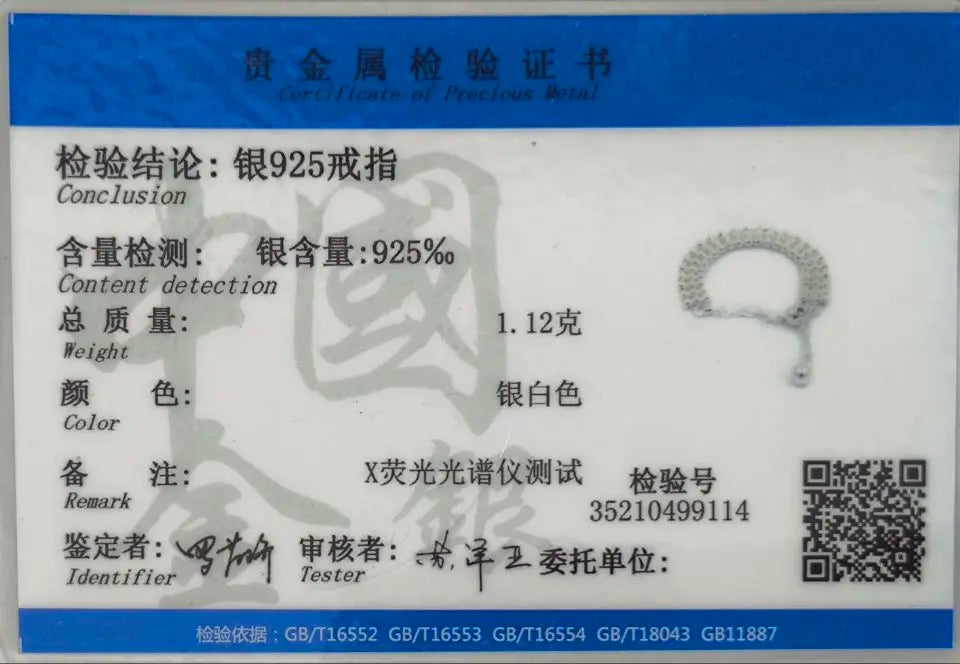 贵金属检验证书
Certificate of Precious Metal
检验结论：银925戒指
Conclusion
含量检测： 银含量:925‰
Content detection
总质量： 1.12克
Weight
颜色： 银白色
Color
备注： X荧光光谱仪测试
Remark
检验号
35210499114
鉴定者： 审核者： 委托单位：
Identifier Tester
检验依据：GB/T16552 GB/T16553 GB/T16554 GB/T18043 GB11887
中國
金銀